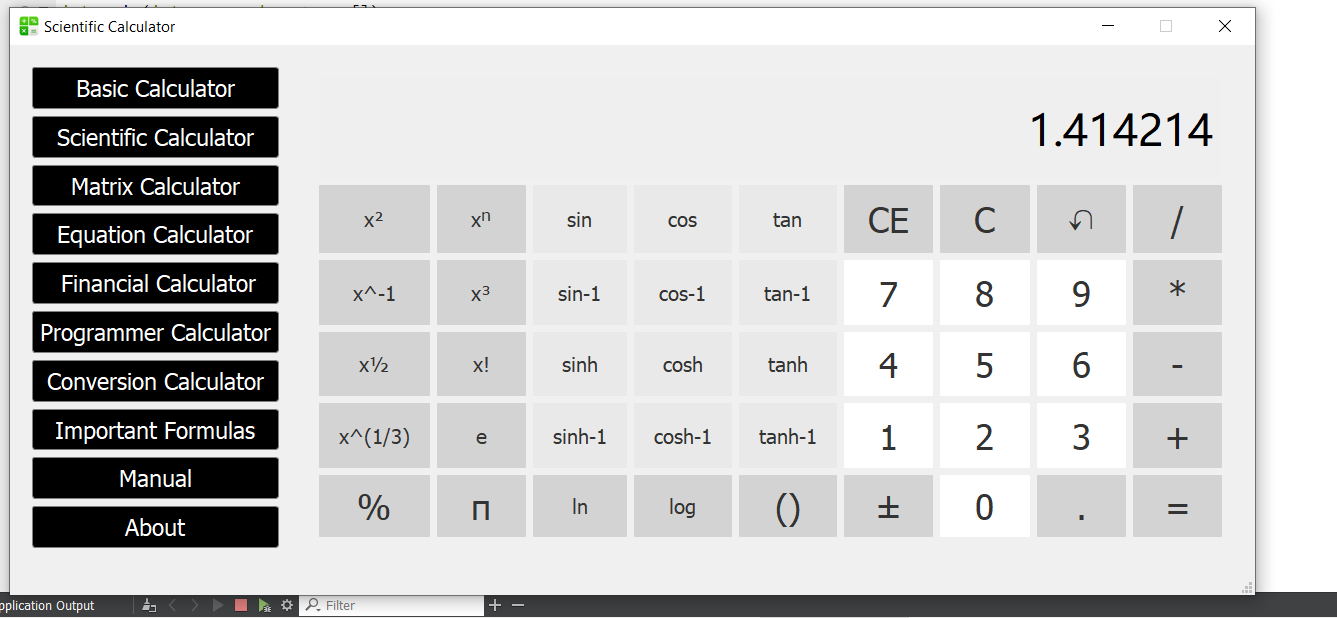 Scientific Calculator
Basic Calculator
Scientific Calculator
Matrix Calculator
Equation Calculator
Financial Calculator
Programmer Calculator
Conversion Calculator
Important Formulas
Manual
About
1.414214
x² xⁿ sin cos tan CE C /
x^-1 x³ sin-1 cos-1 tan-1 7 8 9 *
x½ x! sinh cosh tanh 4 5 6 -
x^(1/3) e sinh-1 cosh-1 tanh-1 1 2 3 +
% п ln log () ± 0 . =
pplication Output
Filter